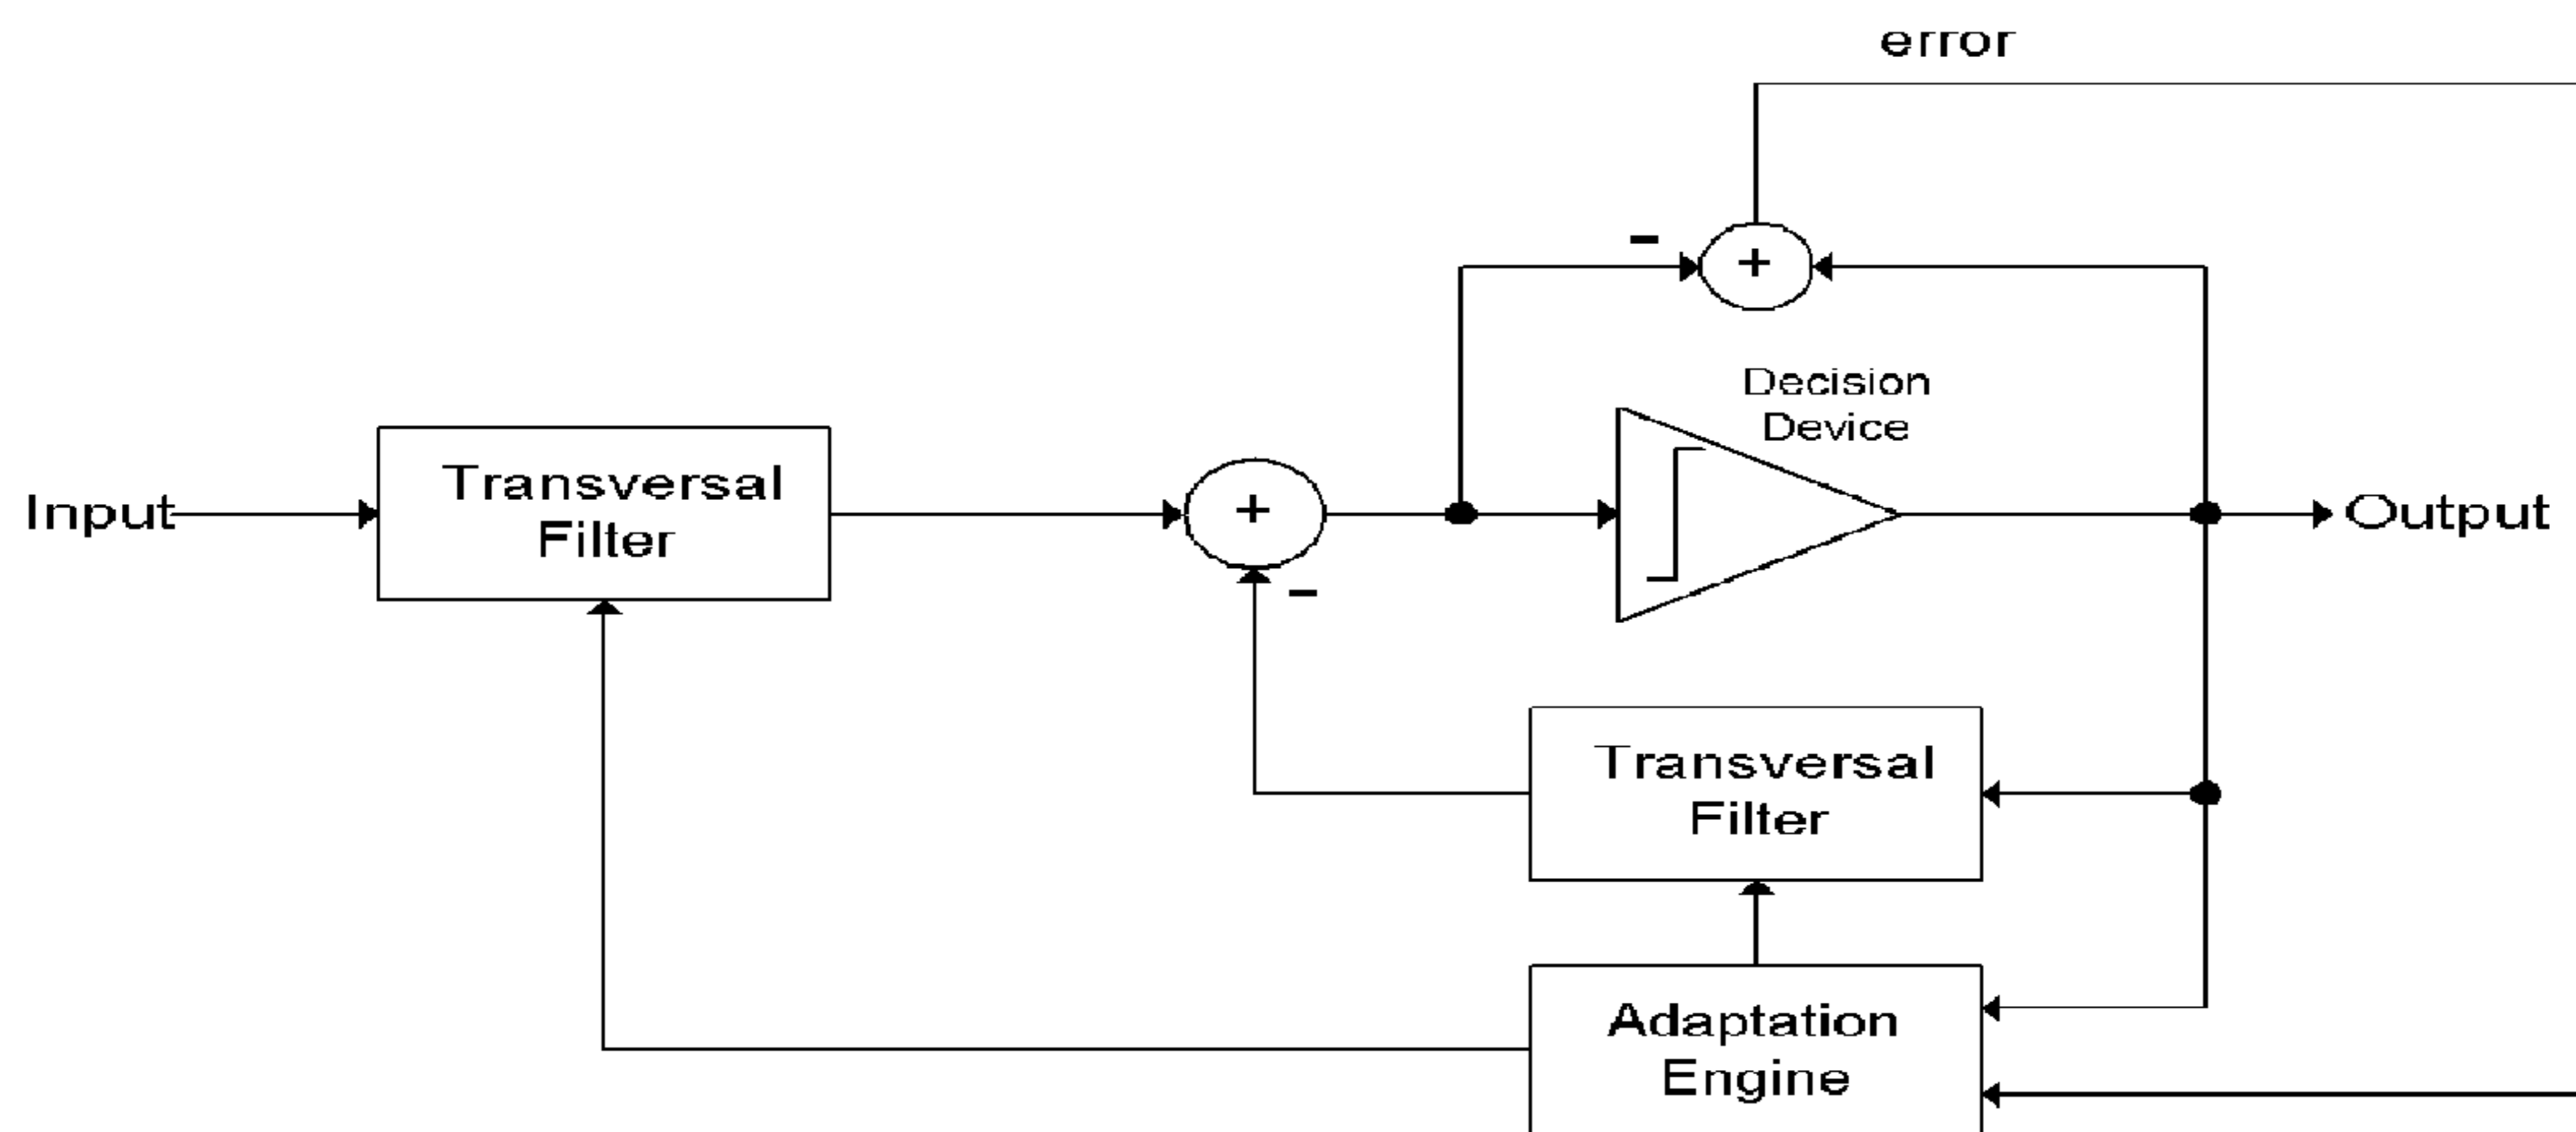 error
-
+
Decision
Device
Transversal
Filter
Input
+
Output
-
Transversal
Filter
Adaptation
Engine